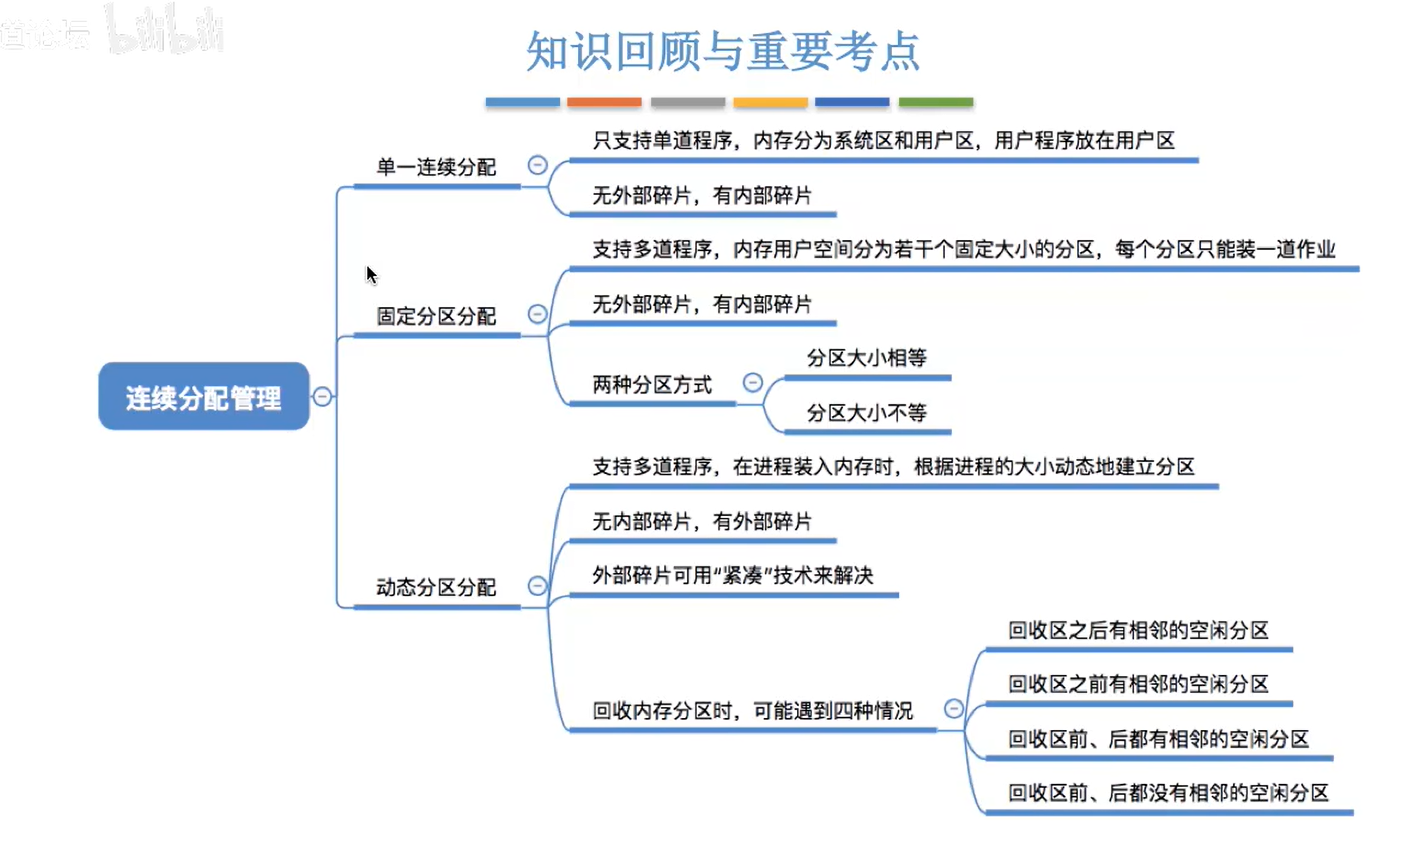 道论坛 bilibili
知识回顾与重要考点
只支持单道程序，内存分为系统区和用户区，用户程序放在用户区
单一连续分配
无外部碎片，有内部碎片
支持多道程序，内存用户空间分为若干个固定大小的分区，每个分区只能装一道作业
固定分区分配
无外部碎片，有内部碎片
分区大小相等
两种分区方式
分区大小不等
连续分配管理
支持多道程序，在进程装入内存时，根据进程的大小动态地建立分区
无内部碎片，有外部碎片
外部碎片可用“紧凑”技术来解决
动态分区分配
回收区之后有相邻的空闲分区
回收区之前有相邻的空闲分区
回收内存分区时，可能遇到四种情况
回收区前、后都有相邻的空闲分区
回收区前、后都没有相邻的空闲分区